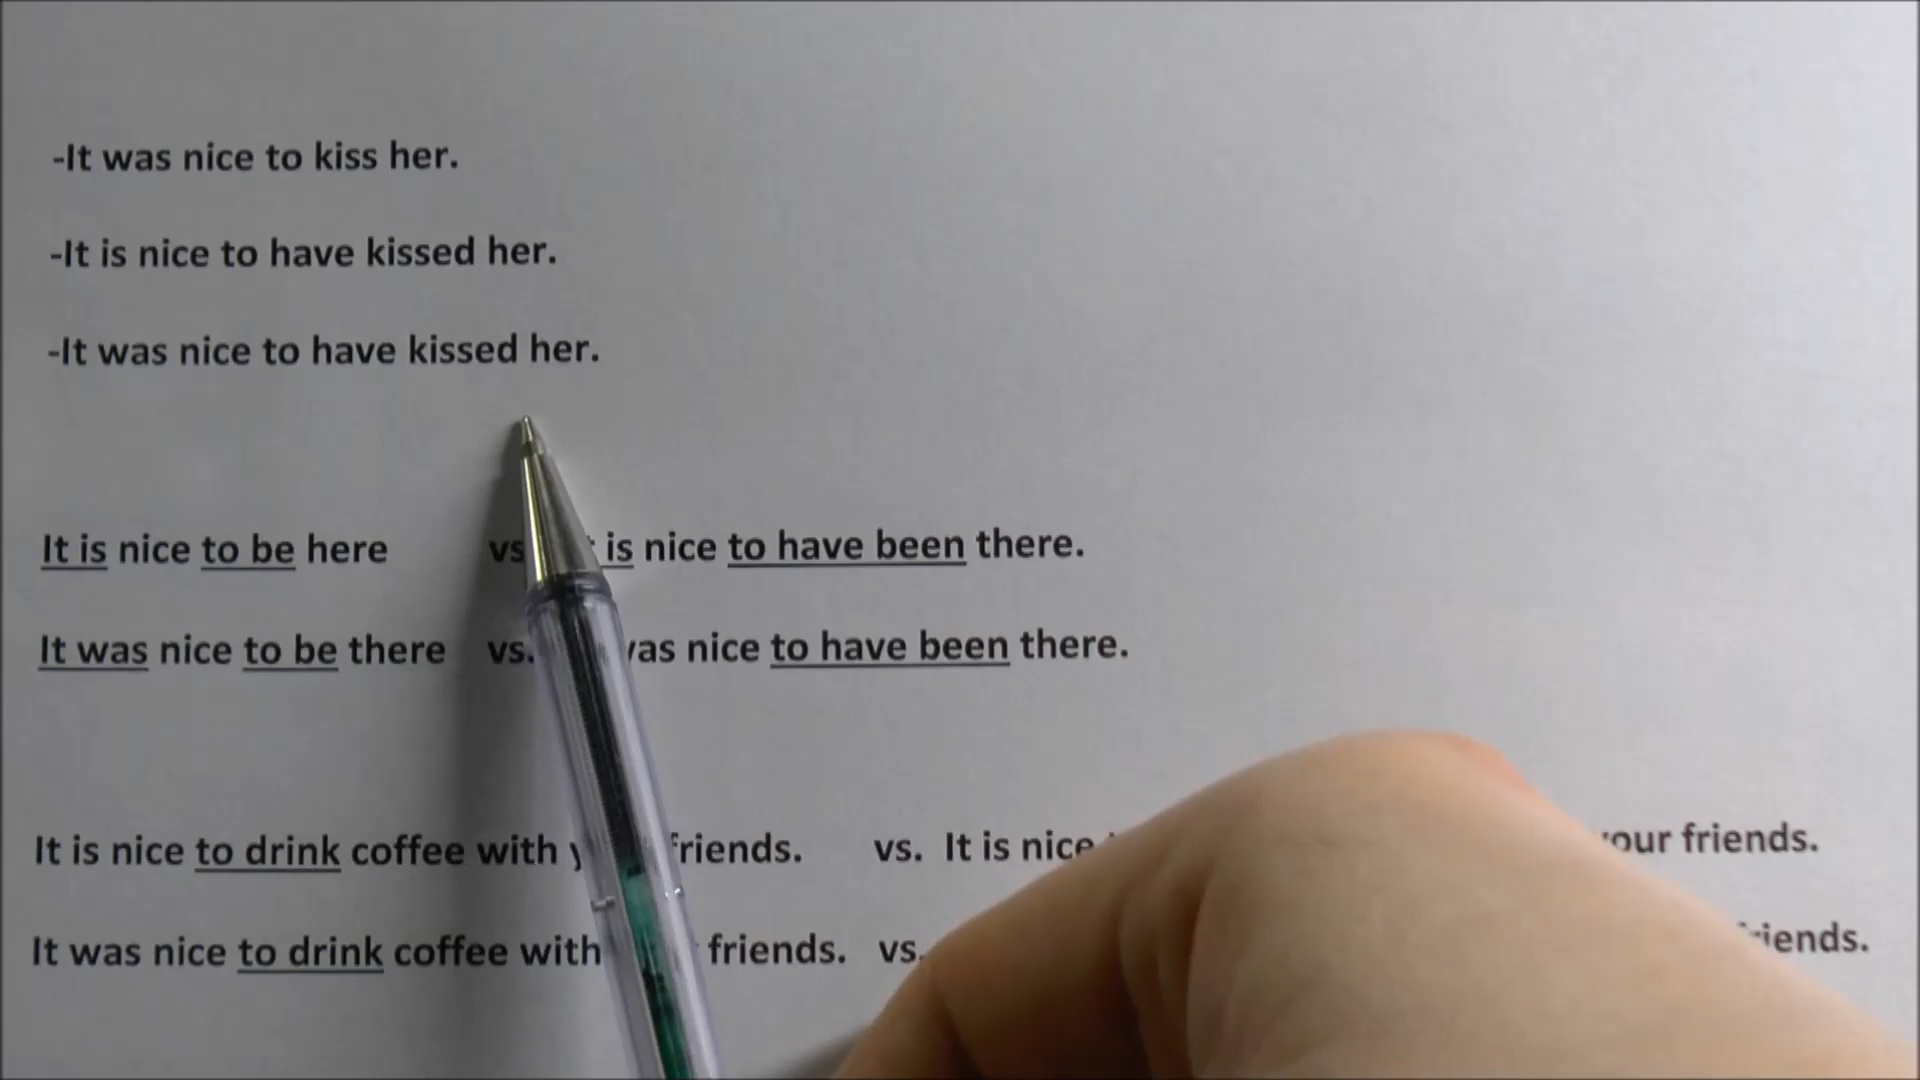 -It was nice to kiss her.
-It is nice to have kissed her.
-It was nice to have kissed her.
It is nice to be here vs is nice to have been there.
It was nice to be there vs. nice to have been there.
It is nice to drink coffee with friends. vs. It is nice friends.
It was nice to drink coffee with friends. vs.